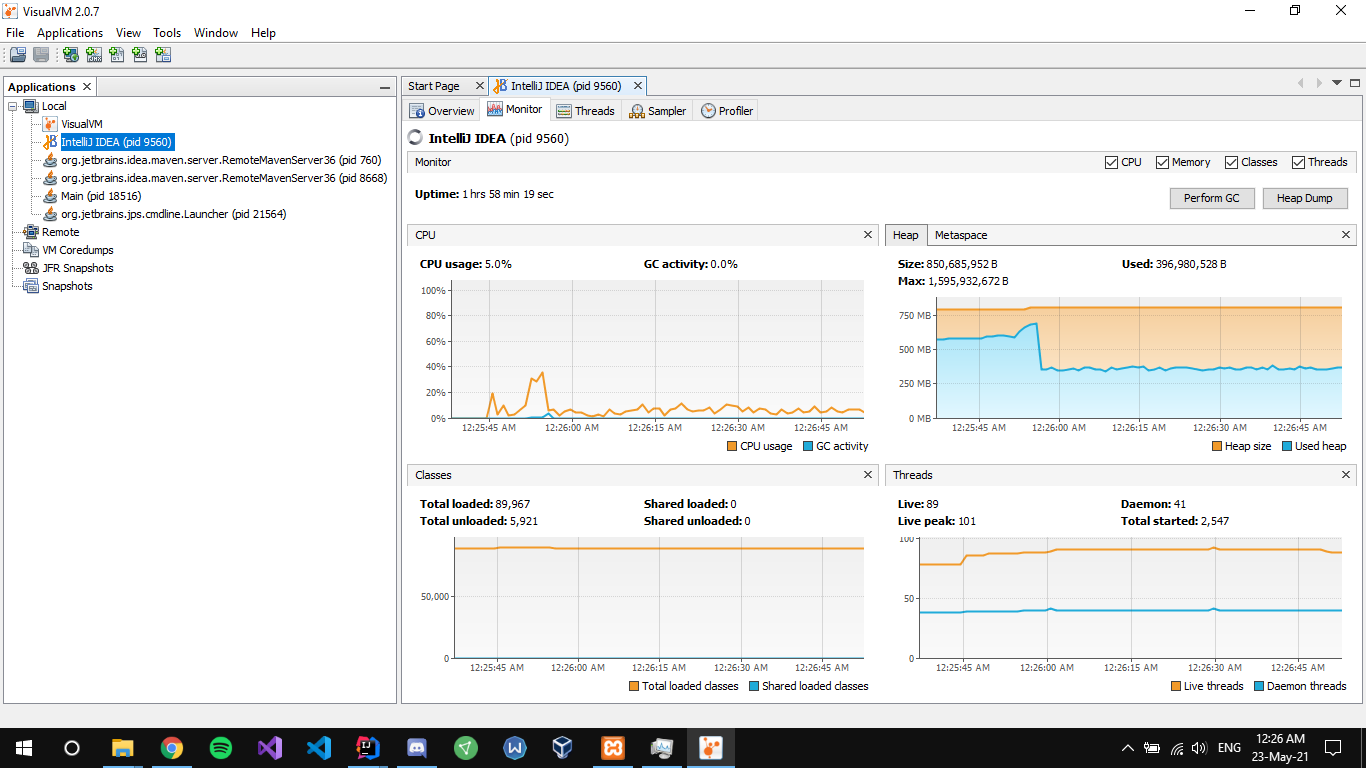 VisualVM 2.0.7
File Applications View Tools Window Help
Applications
Local
VisualVM
IntelliJ IDEA (pid 9560)
org.jetbrains.idea.maven.server.RemoteMavenServer36 (pid 760)
org.jetbrains.idea.maven.server.RemoteMavenServer36 (pid 8668)
Main (pid 18516)
org.jetbrains.jps.cmdline.Launcher (pid 21564)
Remote
VM Coredumps
JFR Snapshots
Snapshots
Start Page IntelliJ IDEA (pid 9560)
Overview Monitor Threads Sampler Profiler
IntelliJ IDEA (pid 9560)
Monitor CPU Memory Classes Threads
Uptime: 1 hrs 58 min 19 sec
Perform GC Heap Dump
CPU
CPU usage: 5.0% GC activity: 0.0%
100%
80%
60%
40%
20%
0%
12:25:45 AM 12:26:00 AM 12:26:15 AM 12:26:30 AM 12:26:45 AM
CPU usage GC activity
Heap Metaspace
Size: 850,685,952 B Used: 396,980,528 B
Max: 1,595,932,672 B
750 MB
500 MB
250 MB
0 MB
12:25:45 AM 12:26:00 AM 12:26:15 AM 12:26:30 AM 12:26:45 AM
Heap size Used heap
Classes
Total loaded: 89,967 Shared loaded: 0
Total unloaded: 5,921 Shared unloaded: 0
50,000
0
12:25:45 AM 12:26:00 AM 12:26:15 AM 12:26:30 AM 12:26:45 AM
Total loaded classes Shared loaded classes
Threads
Live: 89 Daemon: 41
Live peak: 101 Total started: 2,547
100
50
0
12:25:45 AM 12:26:00 AM 12:26:15 AM 12:26:30 AM 12:26:45 AM
Live threads Daemon threads
ENG
12:26 AM
23-May-21